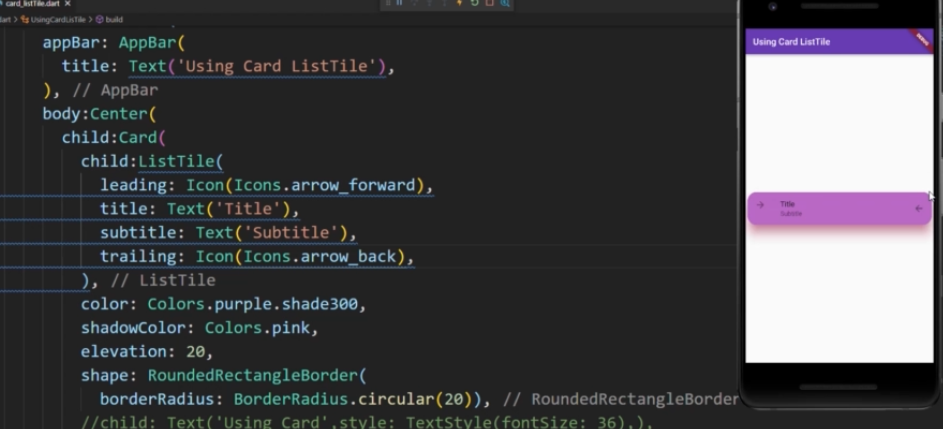 card_listTile.dart
dart > UsingCardLisTile > build
appBar: AppBar(
title: Text('Using Card ListTile'),
), // AppBar
body:Center(
child:Card(
child:ListTile(
leading: Icon(Icons.arrow_forward),
title: Text('Title'),
subtitle: Text('Subtitle'),
trailing: Icon(Icons.arrow_back),
), // ListTile
color: Colors.purple.shade300,
shadowColor: Colors.pink,
elevation: 20,
shape: RoundedRectangleBorder(
borderRadius: BorderRadius.circular(20)), // RoundedRectangleBorder
//child: Text('Using Card',style: TextStyle(fontSize: 36),),
Using Card ListTile
DEBUG
Title
Subtitle